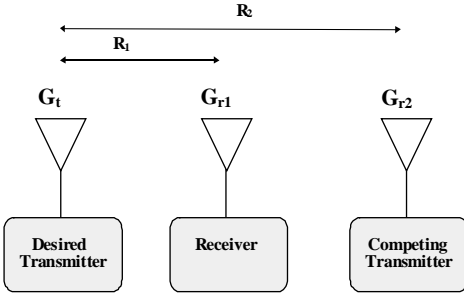 R2
R1
Gt
Gr1
Gr2
Desired
Transmitter
Receiver
Competing
Transmitter